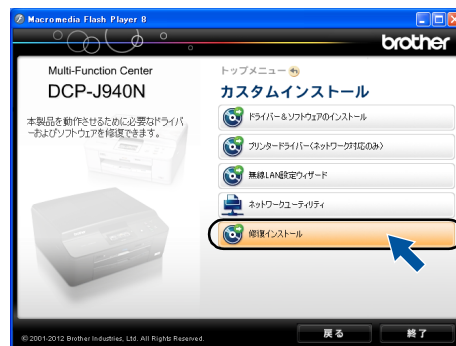 Macromedia Flash Player 8
brother
Multi-Function Center
DCP-J940N
本製品を動作させるために必要なドライバ
ーおよびソフトウェアを修復できます。
トップメニュー
カスタムインストール
ドライバー&ソフトウェアのインストール
プリンタードライバー(ネットワーク対応のみ)
無線LAN設定ウィザード
ネットワークユーティリティ
修復インストール
© 2001-2012 Brother Industries, Ltd. All Rights Reserved.
戻る
終了